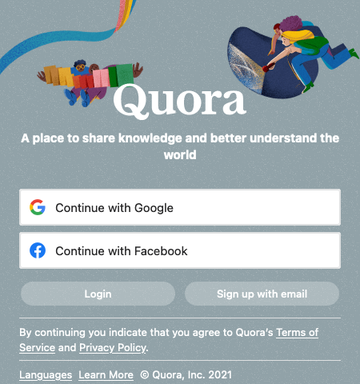 Quora
A place to share knowledge and better understand the
world
Continue with Google
Continue with Facebook
Login
Sign up with email
By continuing you indicate that you agree to Quora's Terms of
Service and Privacy Policy.
Languages Learn More © Quora, Inc. 2021